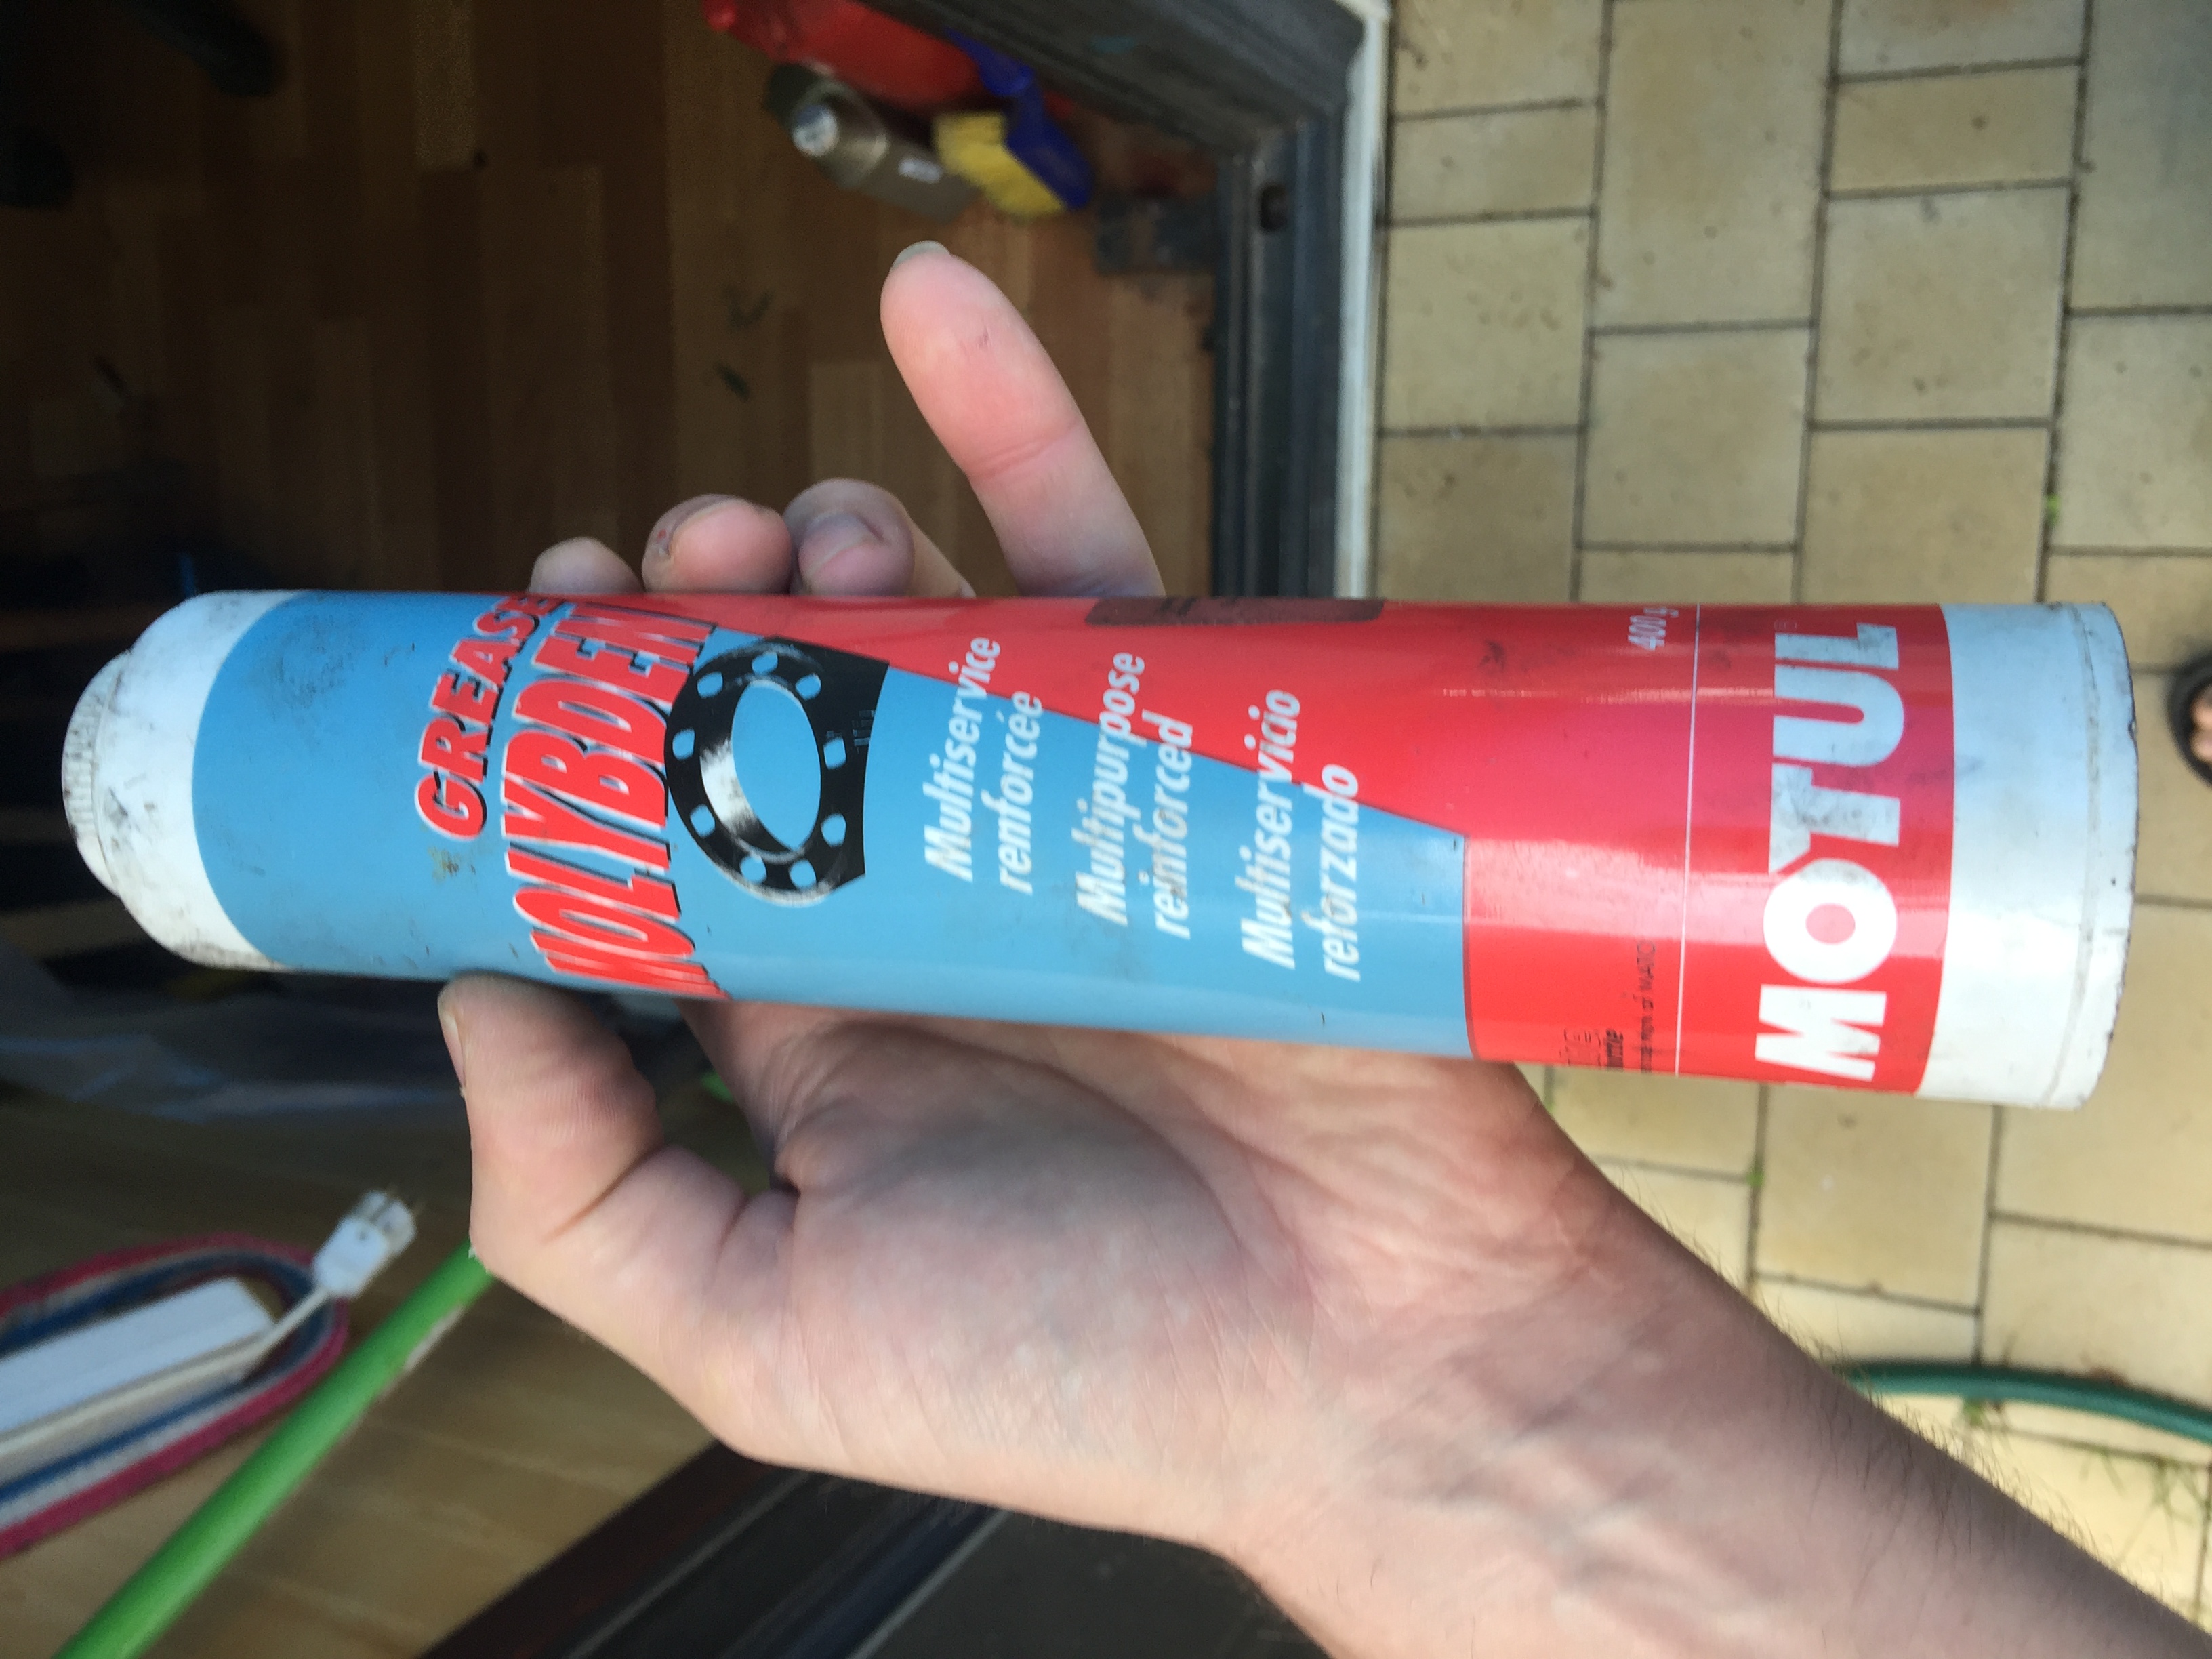 GREASE
MOLYBDEN
Multiservice
renforcée
Multipurpose
reinforced
Multiservicio
reforzado
400 g
MOTUL®